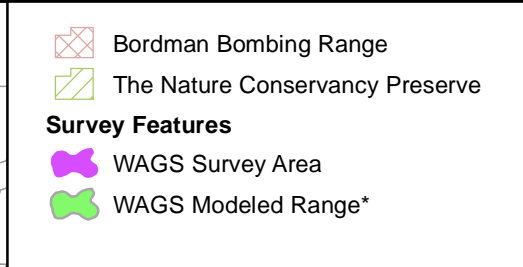 Bordman Bombing Range
The Nature Conservancy Preserve
Survey Features
WAGS Survey Area
WAGS Modeled Range*